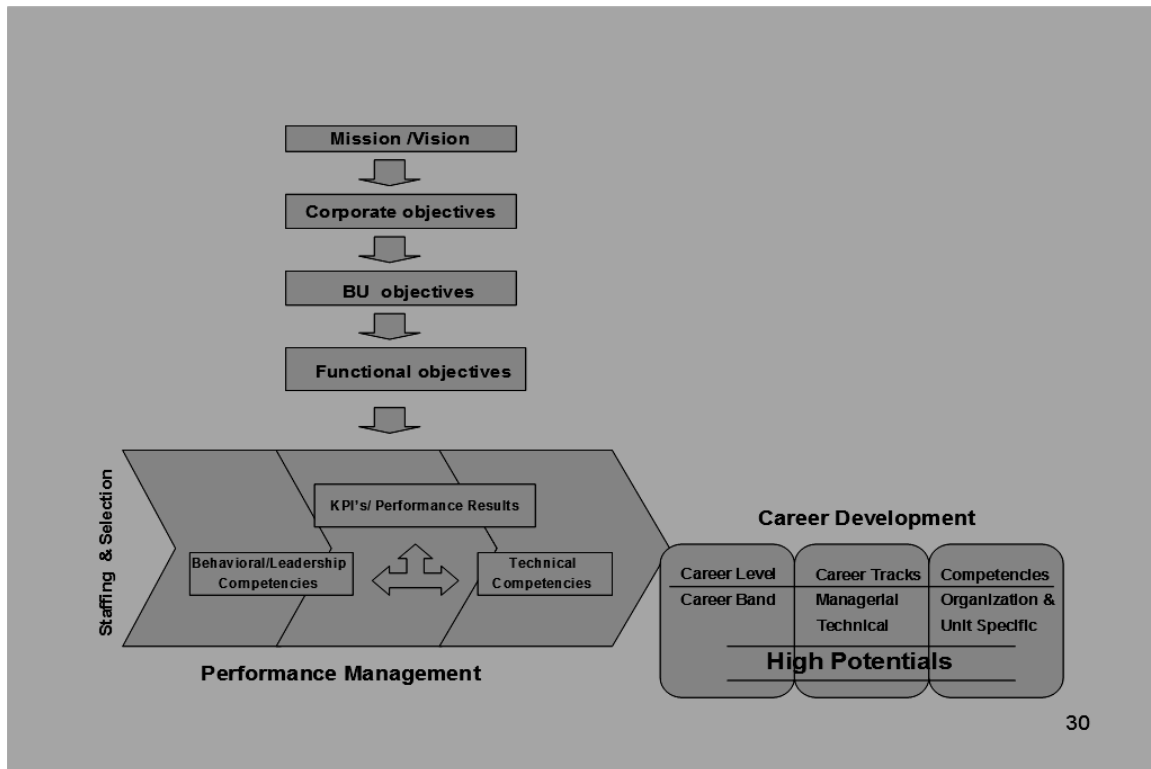 Mission /Vision
Corporate objectives
BU objectives
Functional objectives
Staffing & Selection
KPI's/ Performance Results
Behavioral/Leadership
Competencies
Technical
Competencies
Performance Management
Career Development
Career Level
Career Band
Career Tracks
Managerial
Technical
Competencies
Organization &
Unit Specific
High Potentials
30